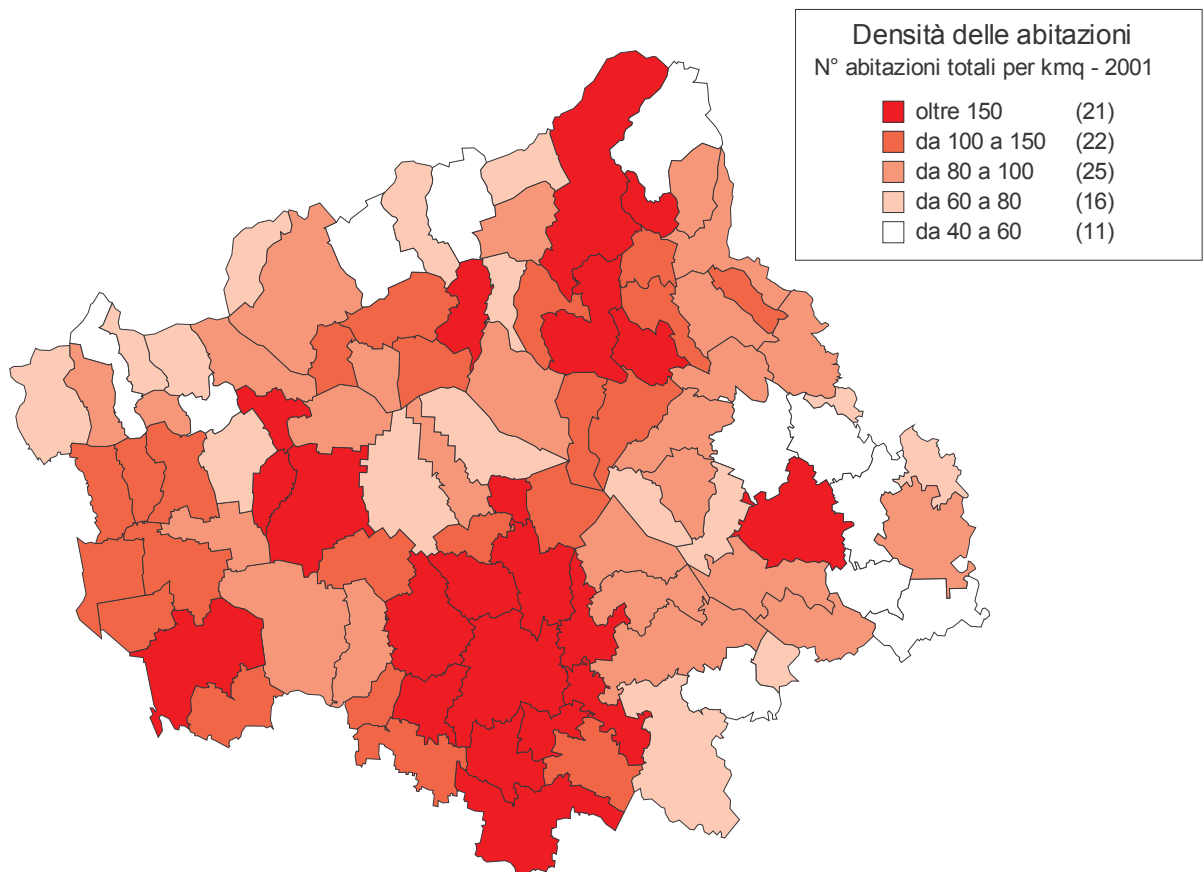 Densità delle abitazioni
N° abitazioni totali per kmq - 2001
oltre 150 (21)
da 100 a 150 (22)
da 80 a 100 (25)
da 60 a 80 (16)
da 40 a 60 (11)